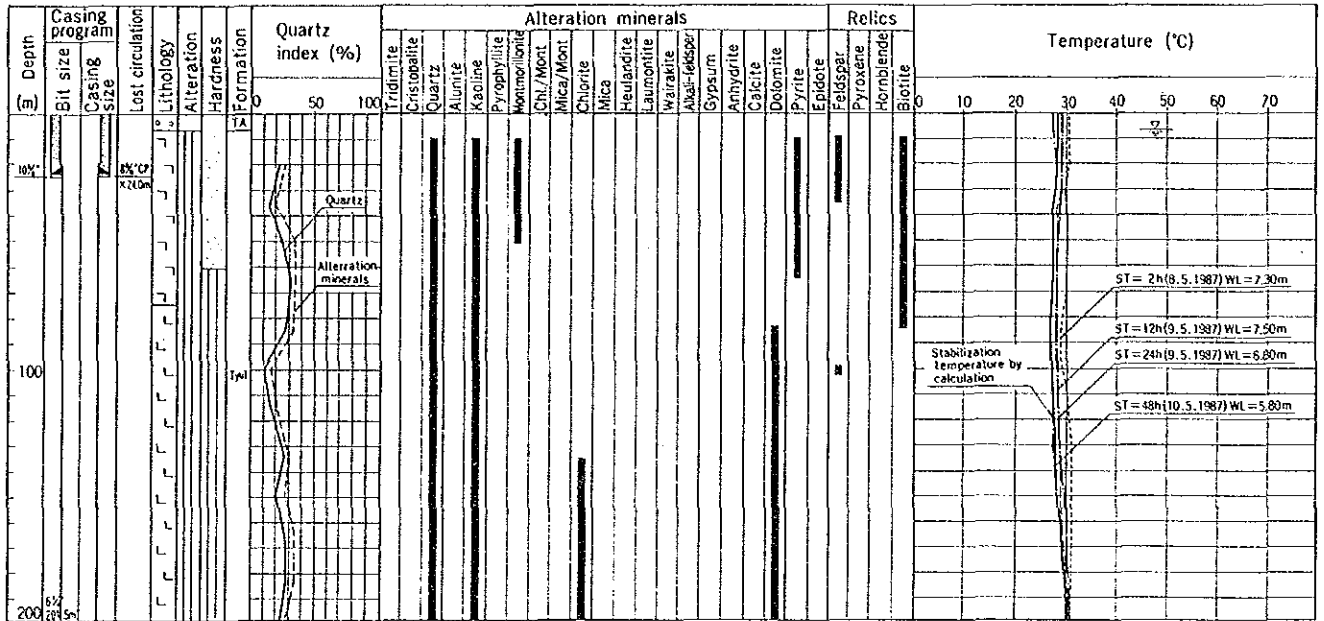 Depth
(m)
Casing program
Bit size
Casing size
Lost circulation
Lithology
Alteration
Hardness
Formation
Quartz index (%)
0 50 100
Alteration minerals
Tridimite
Cristobalite
Quartz
Alunite
Kaoline
Pyrophyllite
Montmorillonite
Chl./Mont
Mica/Mont
Chlorite
Mica
Heulandite
Laumontite
Wairakite
Alkali-feldsper
Gypsum
Anhydrite
Calcite
Dolomite
Pyrite
Epidote
Relics
Feldspar
Pyroxene
Hornblende
Biotite
Temperature (°C)
0 10 20 30 40 50 60 70
TA
Quartz
Alterration minerals
ST=2h(8.5.1987) WL=7.30m
ST=12h(9.5.1987) WL=7.50m
ST=24h(9.5.1987) WL=6.80m
ST=48h(10.5.1987) WL=5.80m
Stabilization
temperature by
calculation
100
200